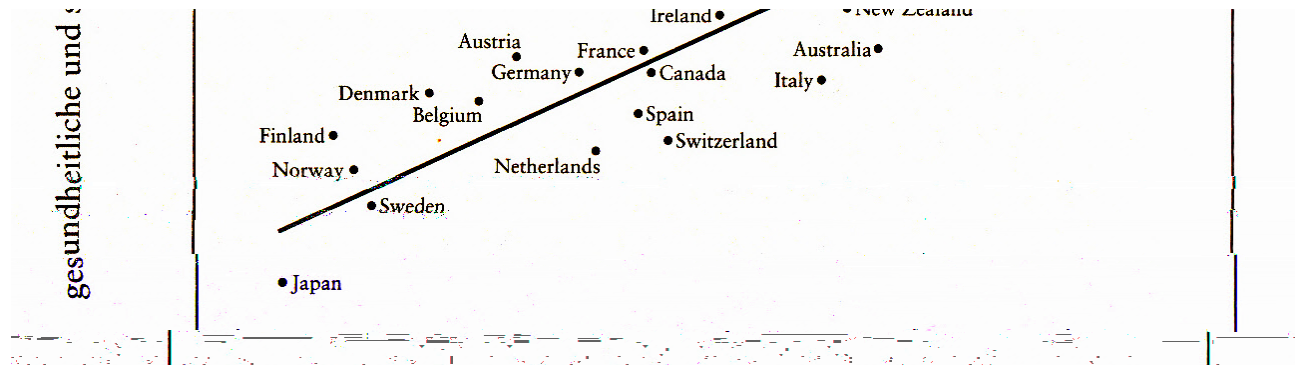 gesundheitliche und
Ireland
New Zealand
Austria
France
Australia
Germany
Canada
Italy
Denmark
Belgium
Spain
Finland
Switzerland
Netherlands
Norway
Sweden
Japan